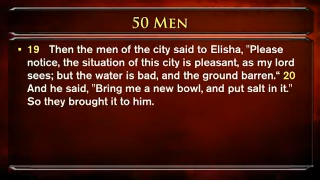 50 Men
19 Then the men of the city said to Elisha, "Please
notice, the situation of this city is pleasant, as my lord
sees; but the water is bad, and the ground barren.“ 20
And he said, "Bring me a new bowl, and put salt in it."
So they brought it to him.